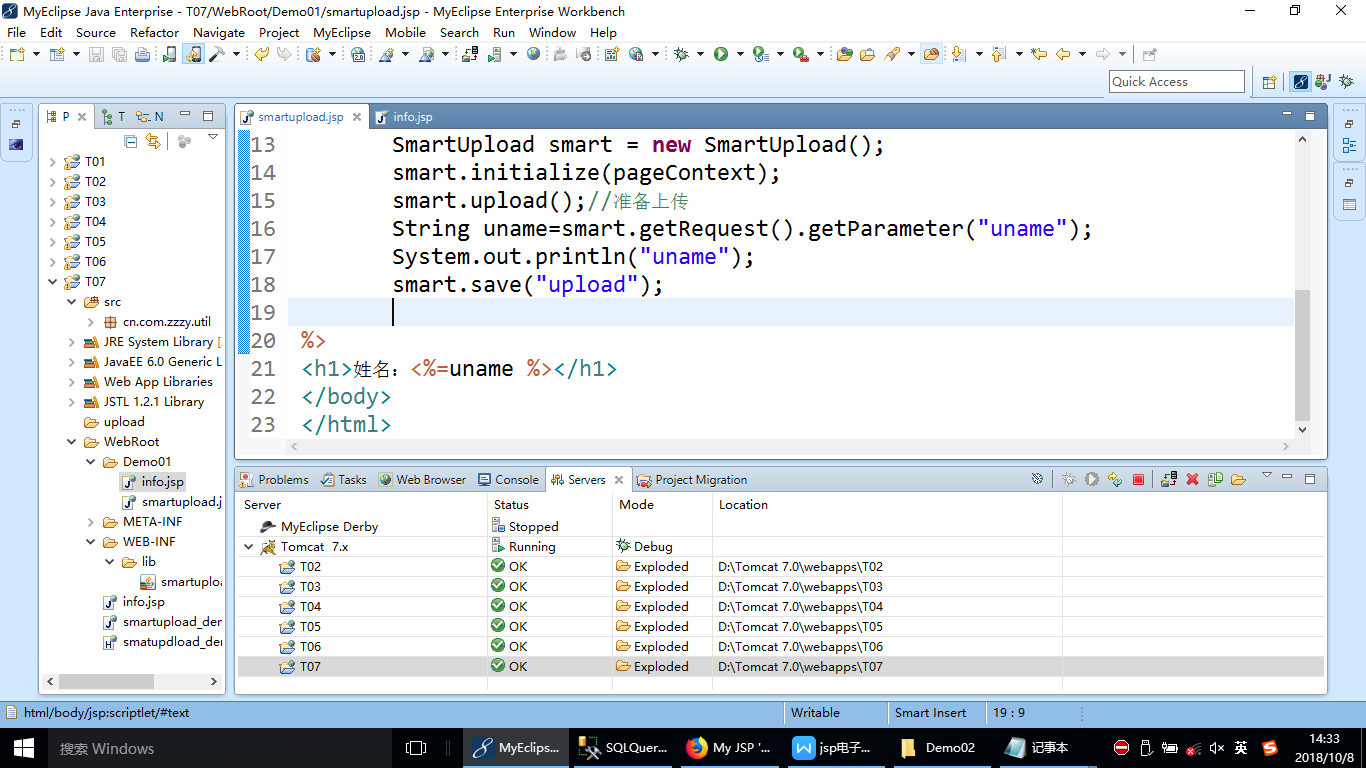 MyEclipse Java Enterprise - T07/WebRoot/Demo01/smartupload.jsp - MyEclipse Enterprise Workbench
File Edit Source Refactor Navigate Project MyEclipse Mobile Search Run Window Help
Quick Access
P T N
T01
T02
T03
T04
T05
T06
T07
src
cn.com.zzzy.util
JRE System Library [
JavaEE 6.0 Generic L
Web App Libraries
JSTL 1.2.1 Library
upload
WebRoot
Demo01
info.jsp
smartupload.j
META-INF
WEB-INF
lib
smartuploa
info.jsp
smartupload_der
smatupdload_der
smartupload.jsp info.jsp
13 SmartUpload smart = new SmartUpload();
14 smart.initialize(pageContext);
15 smart.upload();//准备上传
16 String uname=smart.getRequest().getParameter("uname");
17 System.out.println("uname");
18 smart.save("upload");
19
20 %>
21 <h1>姓名：<%=uname %></h1>
22 </body>
23 </html>
Problems Tasks Web Browser Console Servers Project Migration
Server Status Mode Location
MyEclipse Derby Stopped
Tomcat 7.x Running Debug
T02 OK Exploded D:\Tomcat 7.0\webapps\T02
T03 OK Exploded D:\Tomcat 7.0\webapps\T03
T04 OK Exploded D:\Tomcat 7.0\webapps\T04
T05 OK Exploded D:\Tomcat 7.0\webapps\T05
T06 OK Exploded D:\Tomcat 7.0\webapps\T06
T07 OK Exploded D:\Tomcat 7.0\webapps\T07
html/body/jsp:scriptlet/#text Writable Smart Insert 19 : 9
搜索 Windows MyEclips... SQLQuer... My JSP '... jsp电子... Demo02 记事本 英 14:33
2018/10/8